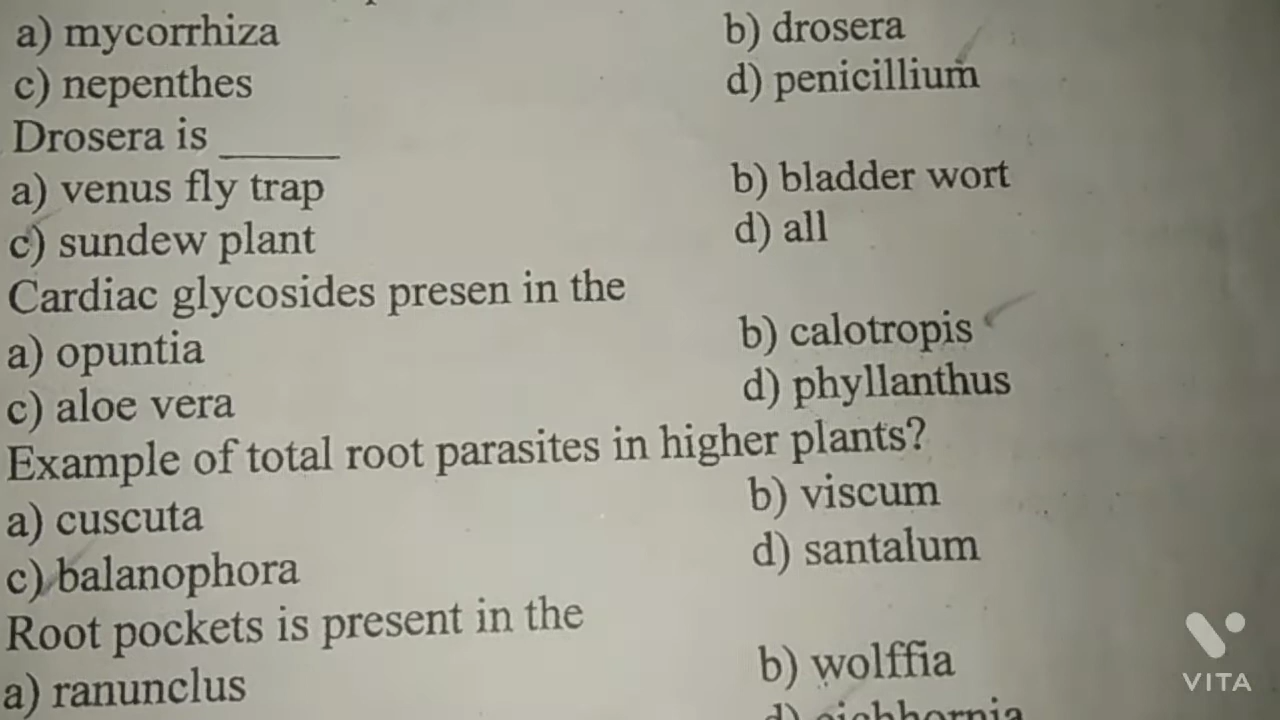 a) mycorrhiza b) drosera
c) nepenthes d) penicillium
Drosera is ______
a) venus fly trap b) bladder wort
c) sundew plant d) all
Cardiac glycosides presen in the
a) opuntia b) calotropis
c) aloe vera d) phyllanthus
Example of total root parasites in higher plants?
a) cuscuta b) viscum
c) balanophora d) santalum
Root pockets is present in the
a) ranunclus b) wolffia
d) eichhornia
VITA